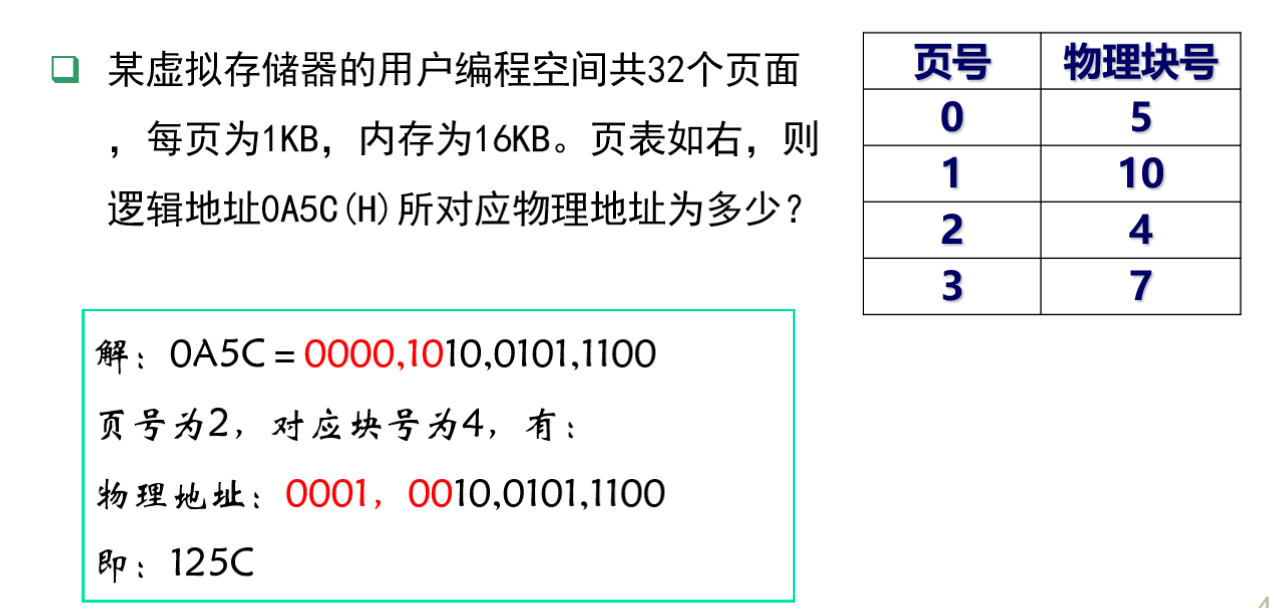 ❑ 某虚拟存储器的用户编程空间共32个页面
，每页为1KB，内存为16KB。页表如右，则
逻辑地址0A5C(H)所对应物理地址为多少？
页号 物理块号
0 5
1 10
2 4
3 7
解：0A5C = 0000,1010,0101,1100
页号为2，对应块号为4，有：
物理地址：0001，0010,0101,1100
即：125C
4